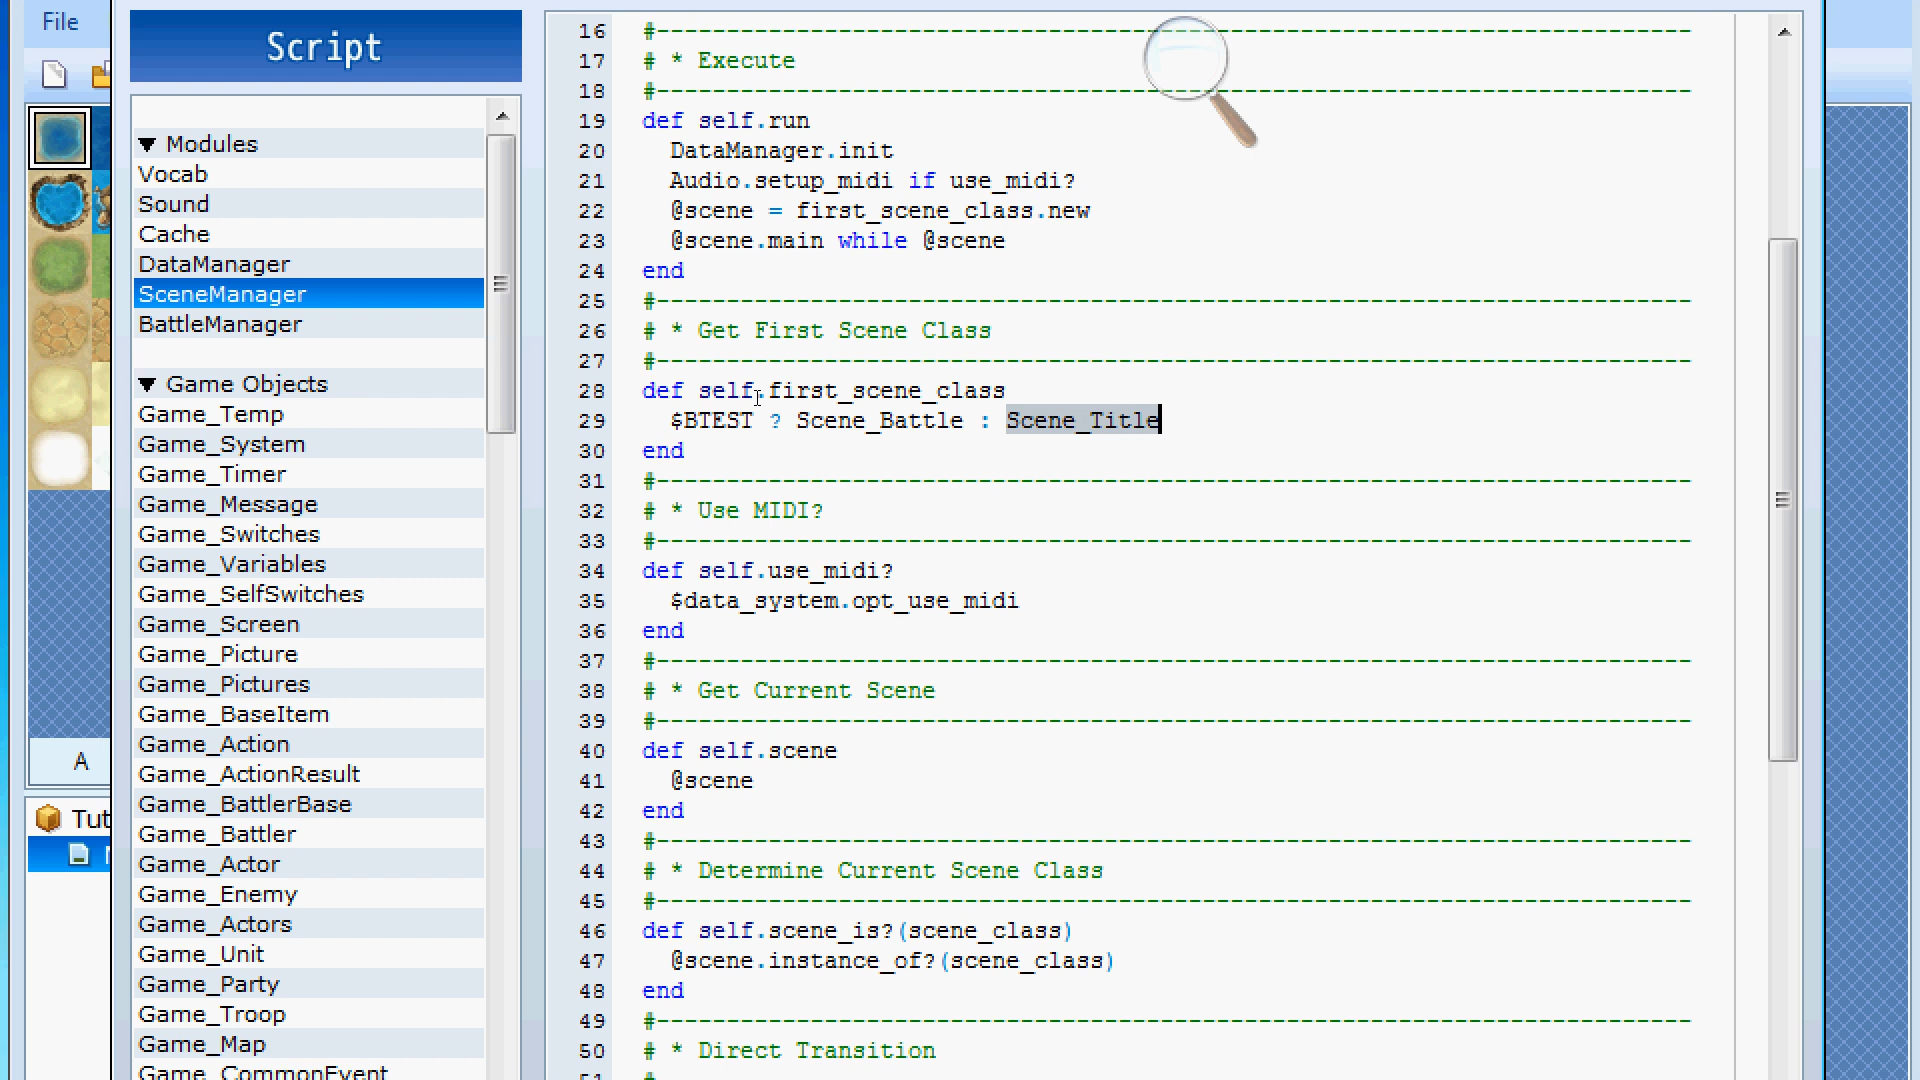 File
Script
▼ Modules
Vocab
Sound
Cache
DataManager
SceneManager
BattleManager
▼ Game Objects
Game_Temp
Game_System
Game_Timer
Game_Message
Game_Switches
Game_Variables
Game_SelfSwitches
Game_Screen
Game_Picture
Game_Pictures
Game_BaseItem
Game_Action
Game_ActionResult
Game_BattlerBase
Game_Battler
Game_Actor
Game_Enemy
Game_Actors
Game_Unit
Game_Party
Game_Troop
Game_Map
Game_CommonEvent
A
Tut
16 #--------------------------------------------------------------------------
17 # * Execute
18 #--------------------------------------------------------------------------
19 def self.run
20 DataManager.init
21 Audio.setup_midi if use_midi?
22 @scene = first_scene_class.new
23 @scene.main while @scene
24 end
25 #--------------------------------------------------------------------------
26 # * Get First Scene Class
27 #--------------------------------------------------------------------------
28 def self.first_scene_class
29 $BTEST ? Scene_Battle : Scene_Title
30 end
31 #--------------------------------------------------------------------------
32 # * Use MIDI?
33 #--------------------------------------------------------------------------
34 def self.use_midi?
35 $data_system.opt_use_midi
36 end
37 #--------------------------------------------------------------------------
38 # * Get Current Scene
39 #--------------------------------------------------------------------------
40 def self.scene
41 @scene
42 end
43 #--------------------------------------------------------------------------
44 # * Determine Current Scene Class
45 #--------------------------------------------------------------------------
46 def self.scene_is?(scene_class)
47 @scene.instance_of?(scene_class)
48 end
49 #--------------------------------------------------------------------------
50 # * Direct Transition